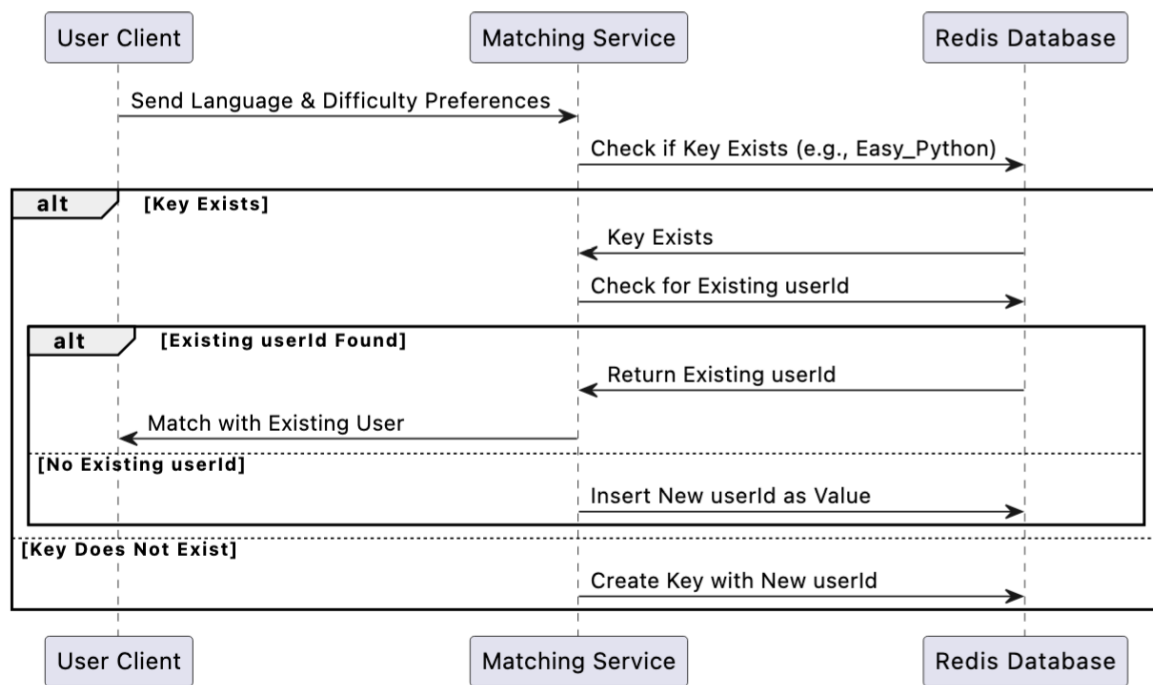 User Client Matching Service Redis Database
Send Language & Difficulty Preferences
Check if Key Exists (e.g., Easy_Python)
alt [Key Exists]
Key Exists
Check for Existing userId
alt [Existing userId Found]
Return Existing userId
Match with Existing User
[No Existing userId]
Insert New userId as Value
[Key Does Not Exist]
Create Key with New userId
User Client Matching Service Redis Database